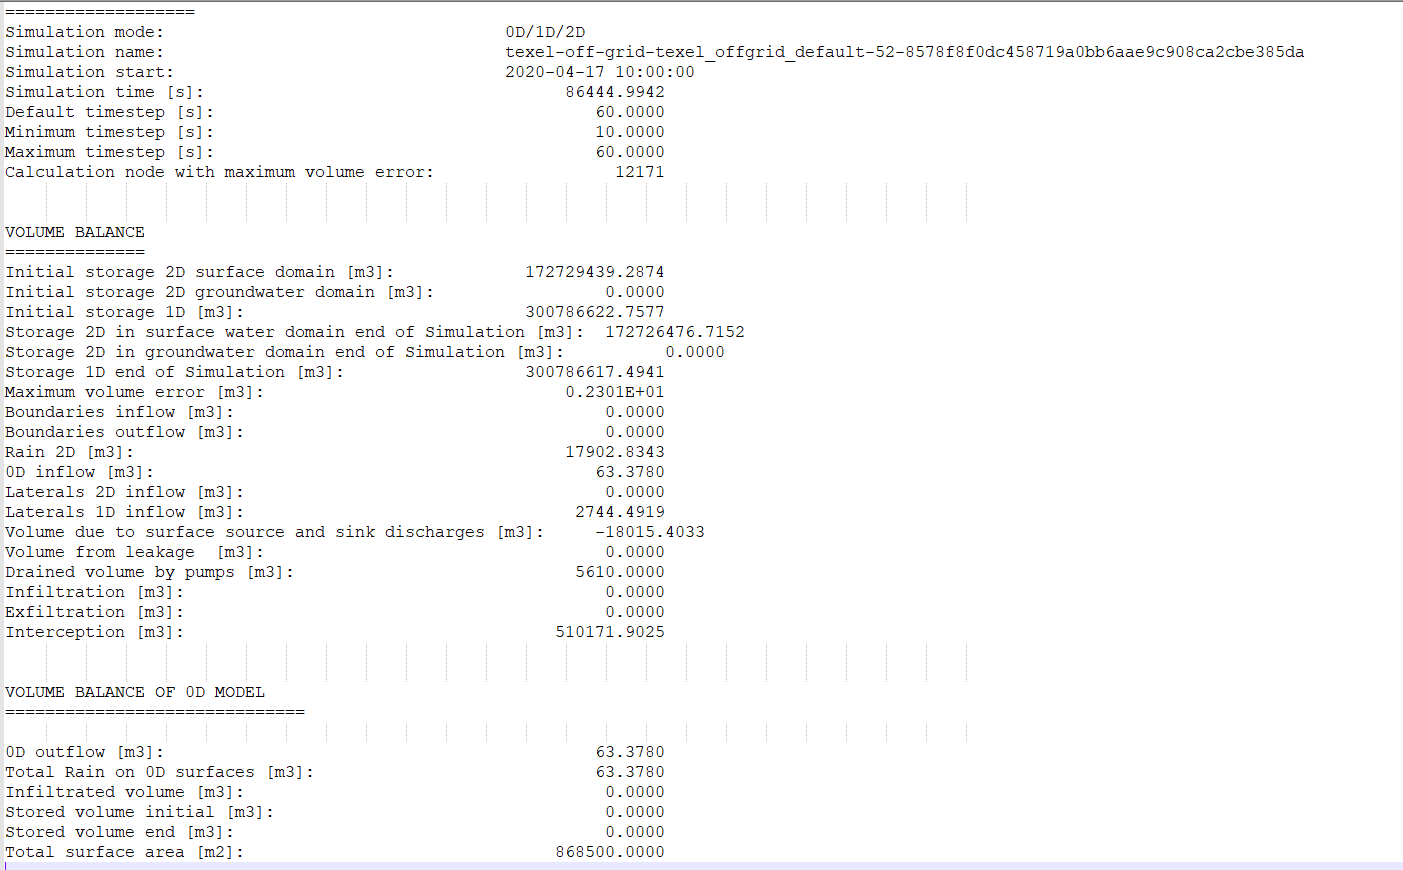 ===================
Simulation mode: 0D/1D/2D
Simulation name: texel-off-grid-texel_offgrid_default-52-8578f8f0dc458719a0bb6aae9c908ca2cbe385da
Simulation start: 2020-04-17 10:00:00
Simulation time [s]: 86444.9942
Default timestep [s]: 60.0000
Minimum timestep [s]: 10.0000
Maximum timestep [s]: 60.0000
Calculation node with maximum volume error: 12171
VOLUME BALANCE
==============
Initial storage 2D surface domain [m3]: 172729439.2874
Initial storage 2D groundwater domain [m3]: 0.0000
Initial storage 1D [m3]: 300786622.7577
Storage 2D in surface water domain end of Simulation [m3]: 172726476.7152
Storage 2D in groundwater domain end of Simulation [m3]: 0.0000
Storage 1D end of Simulation [m3]: 300786617.4941
Maximum volume error [m3]: 0.2301E+01
Boundaries inflow [m3]: 0.0000
Boundaries outflow [m3]: 0.0000
Rain 2D [m3]: 17902.8343
0D inflow [m3]: 63.3780
Laterals 2D inflow [m3]: 0.0000
Laterals 1D inflow [m3]: 2744.4919
Volume due to surface source and sink discharges [m3]: -18015.4033
Volume from leakage  [m3]: 0.0000
Drained volume by pumps [m3]: 5610.0000
Infiltration [m3]: 0.0000
Exfiltration [m3]: 0.0000
Interception [m3]: 510171.9025
VOLUME BALANCE OF 0D MODEL
==============================
0D outflow [m3]: 63.3780
Total Rain on 0D surfaces [m3]: 63.3780
Infiltrated volume [m3]: 0.0000
Stored volume initial [m3]: 0.0000
Stored volume end [m3]: 0.0000
Total surface area [m2]: 868500.0000